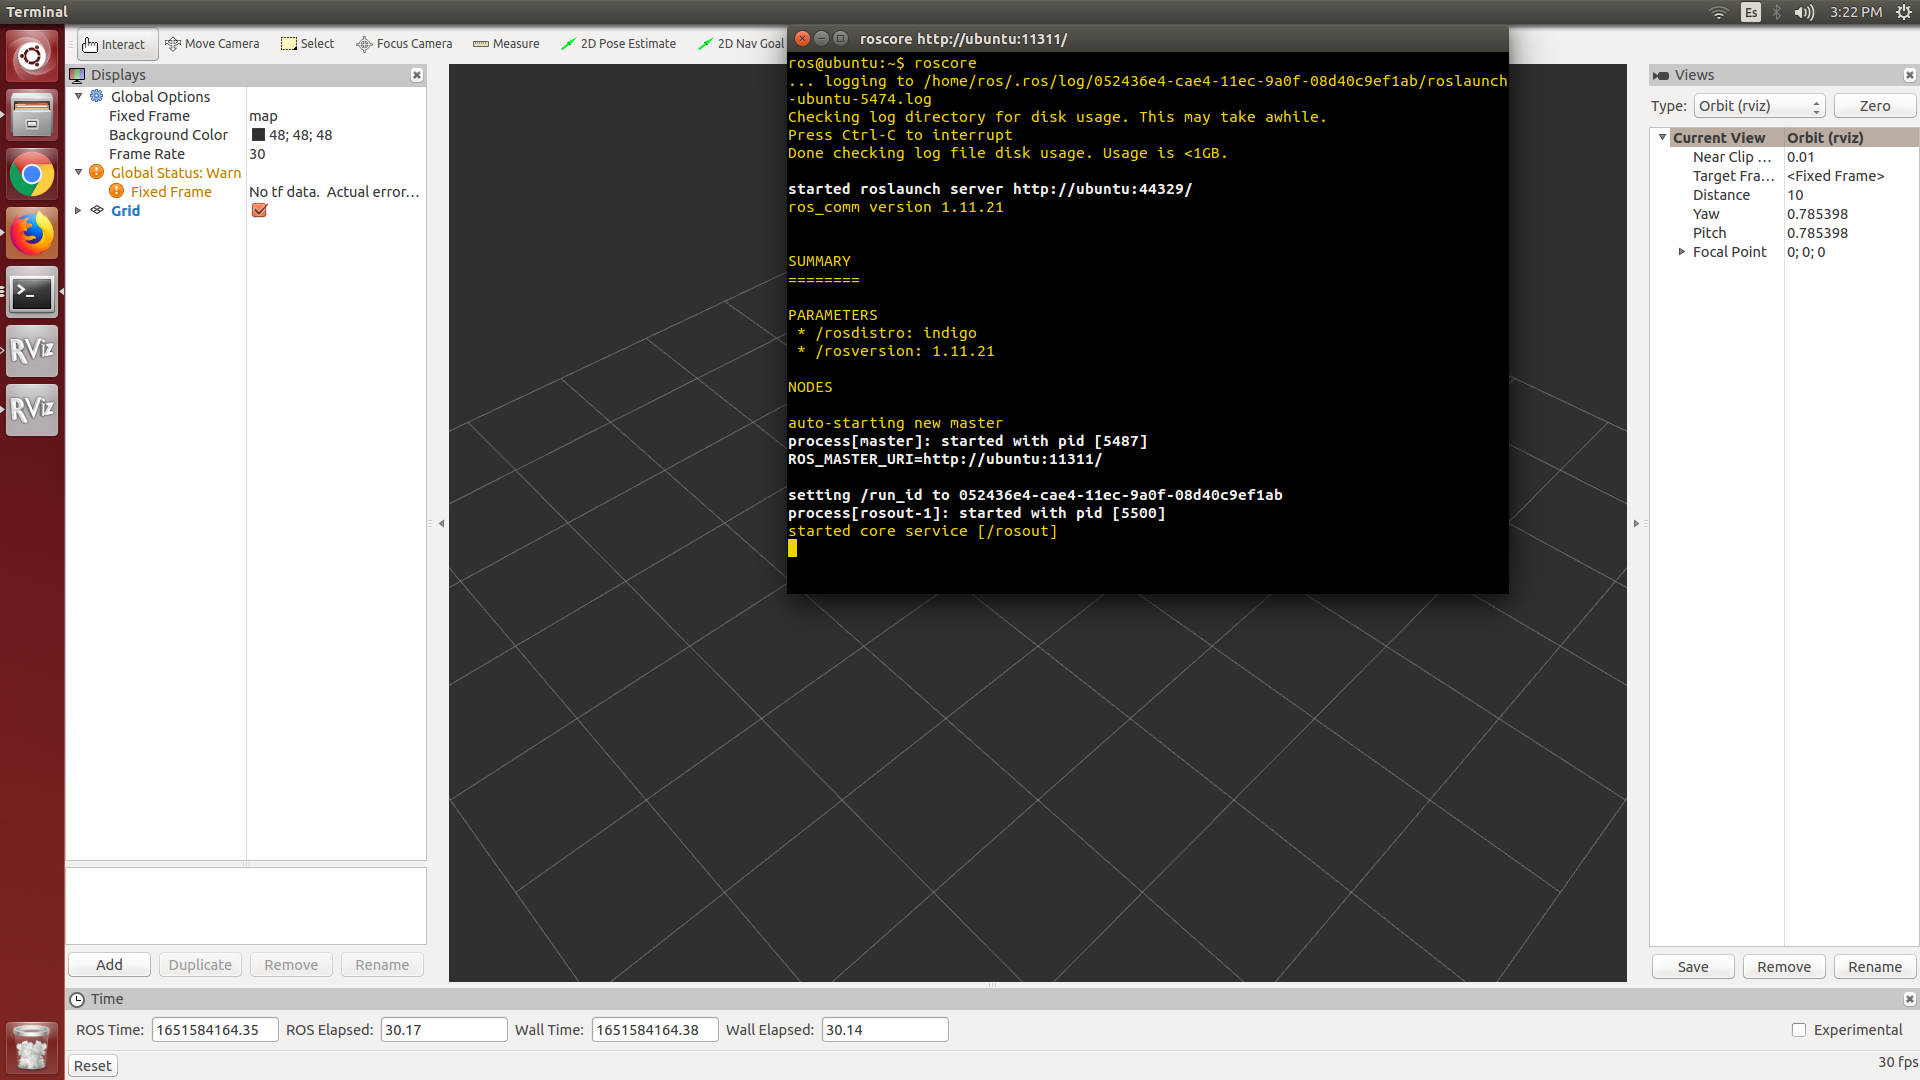 Terminal
Es
3:22 PM
Interact
Move Camera
Select
Focus Camera
Measure
2D Pose Estimate
2D Nav Goal
Displays
Global Options
Fixed Frame map
Background Color 48; 48; 48
Frame Rate 30
Global Status: Warn
Fixed Frame No tf data.  Actual error...
Grid
Add
Duplicate
Remove
Rename
RViz
RViz
roscore http://ubuntu:11311/
ros@ubuntu:~$ roscore
... logging to /home/ros/.ros/log/052436e4-cae4-11ec-9a0f-08d40c9ef1ab/roslaunch
-ubuntu-5474.log
Checking log directory for disk usage. This may take awhile.
Press Ctrl-C to interrupt
Done checking log file disk usage. Usage is <1GB.
started roslaunch server http://ubuntu:44329/
ros_comm version 1.11.21
SUMMARY
========
PARAMETERS
* /rosdistro: indigo
* /rosversion: 1.11.21
NODES
auto-starting new master
process[master]: started with pid [5487]
ROS_MASTER_URI=http://ubuntu:11311/
setting /run_id to 052436e4-cae4-11ec-9a0f-08d40c9ef1ab
process[rosout-1]: started with pid [5500]
started core service [/rosout]
Views
Type: Orbit (rviz) Zero
Current View Orbit (rviz)
Near Clip ... 0.01
Target Fra... <Fixed Frame>
Distance 10
Yaw 0.785398
Pitch 0.785398
Focal Point 0; 0; 0
Save
Remove
Rename
Time
ROS Time: 1651584164.35 ROS Elapsed: 30.17 Wall Time: 1651584164.38 Wall Elapsed: 30.14 Experimental
Reset
30 fps